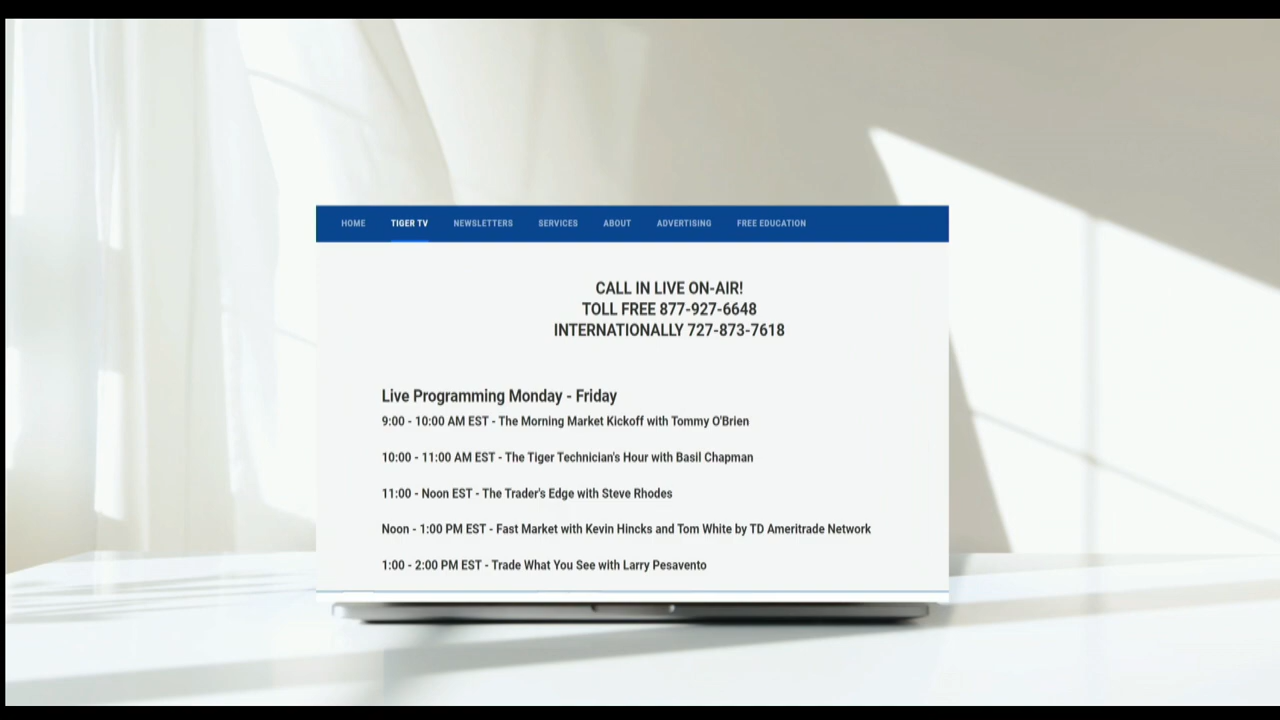 HOME TIGER TV NEWSLETTERS SERVICES ABOUT ADVERTISING FREE EDUCATION
CALL IN LIVE ON-AIR!
TOLL FREE 877-927-6648
INTERNATIONALLY 727-873-7618
Live Programming Monday - Friday
9:00 - 10:00 AM EST - The Morning Market Kickoff with Tommy O'Brien
10:00 - 11:00 AM EST - The Tiger Technician's Hour with Basil Chapman
11:00 - Noon EST - The Trader's Edge with Steve Rhodes
Noon - 1:00 PM EST - Fast Market with Kevin Hincks and Tom White by TD Ameritrade Network
1:00 - 2:00 PM EST - Trade What You See with Larry Pesavento